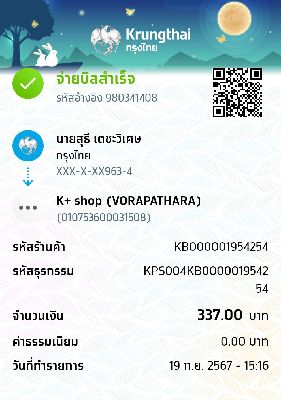 Krungthai
กรุงไทย
จ่ายบิลสำเร็จ
รหัสอ้างอิง 980341408
นายสุธี เตชะวิเศษ
กรุงไทย
XXX-X-XX963-4
K+ shop (VORAPATHARA)
(010753600031508)
รหัสร้านค้า KB000001954254
รหัสธุรกรรม KPS004KB0000019542
54
จำนวนเงิน 337.00 บาท
ค่าธรรมเนียม 0.00 บาท
วันที่ทำรายการ 19 ก.ย. 2567 - 15:16